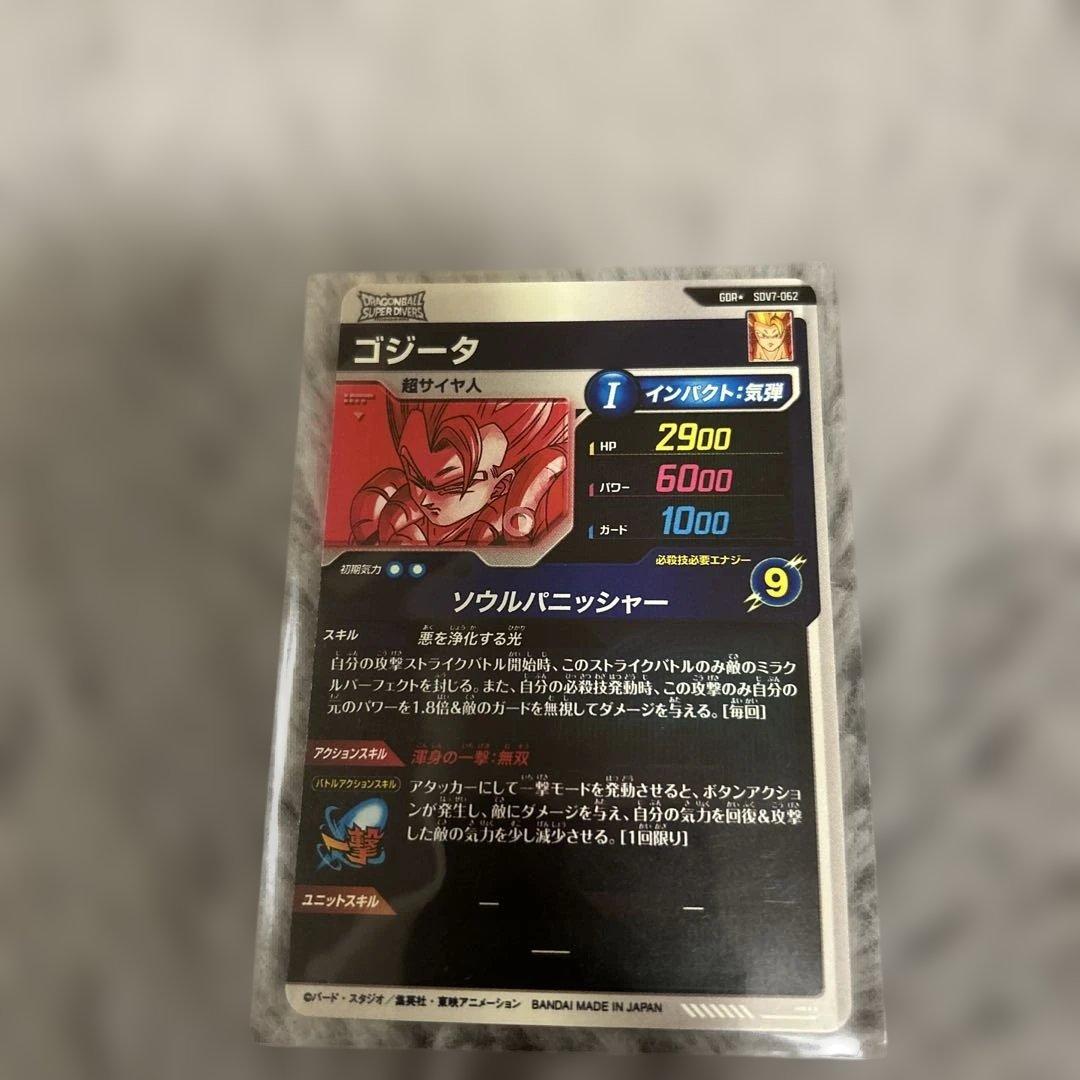 DRAGONBALL
SUPER DIVERS
GDR★ SDV7-062
ゴジータ
超サイヤ人
I インパクト:気弾
HP 2900
パワー 6000
ガード 1000
初期気力
必殺技必要エナジー
9
ソウルパニッシャー
スキル 悪を浄化する光
自分の攻撃ストライクバトル開始時、このストライクバトルのみ敵のミラク
ルパーフェクトを封じる。また、自分の必殺技発動時、この攻撃のみ自分の
元のパワーを1.8倍&敵のガードを無視してダメージを与える。[毎回]
アクションスキル 渾身の一撃:無双
バトルアクションスキル
一撃
アタッカーにして一撃モードを発動させると、ボタンアクショ
ンが発生し、敵にダメージを与え、自分の気力を回復&攻撃
した敵の気力を少し減少させる。[1回限り]
ユニットスキル — —
—
©バード・スタジオ/集英社・東映アニメーション BANDAI MADE IN JAPAN